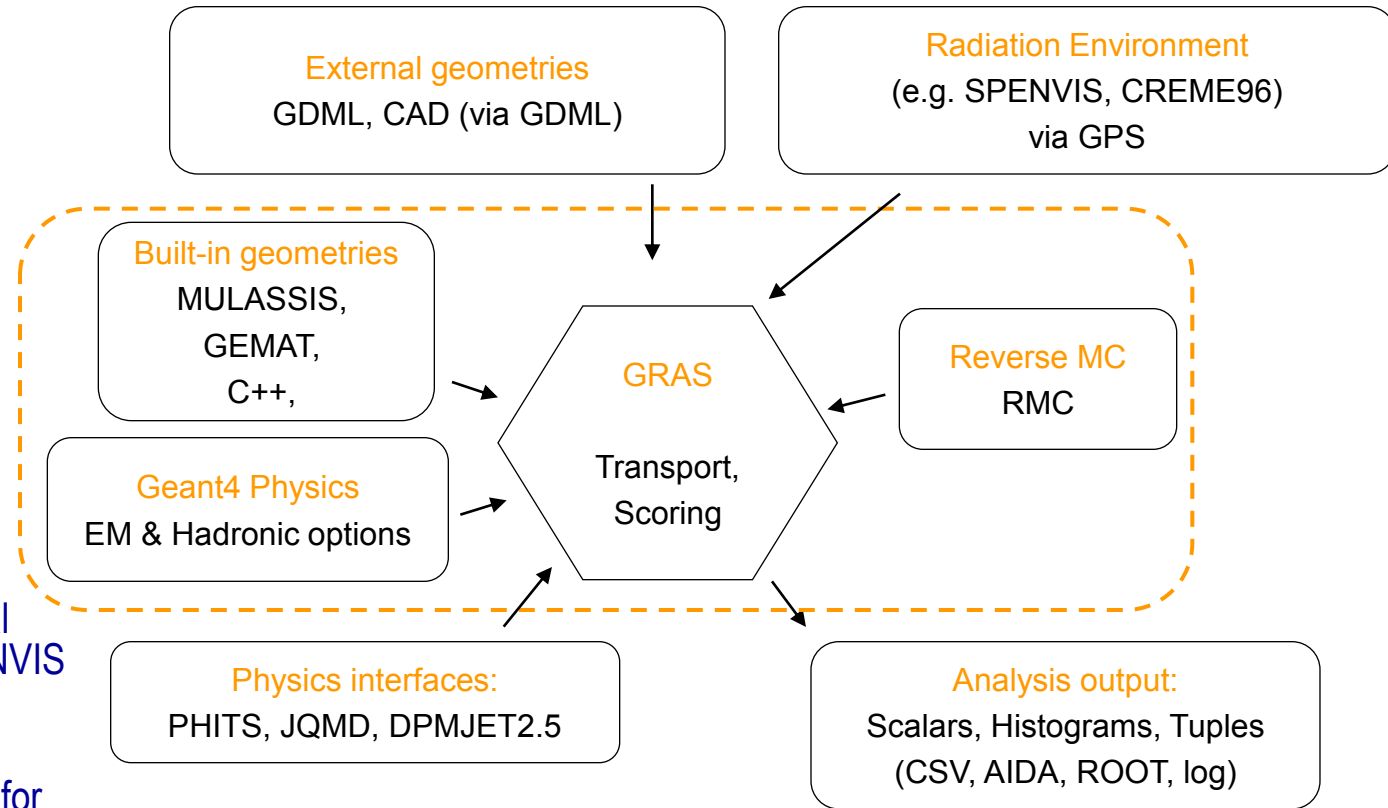 External geometries
GDML, CAD (via GDML)
Radiation Environment
(e.g. SPENVIS, CREME96)
via GPS
Built-in geometries
MULASSIS,
GEMAT,
C++,
GRAS
Transport,
Scoring
Reverse MC
RMC
Geant4 Physics
EM & Hadronic options
Physics interfaces:
PHITS, JQMD, DPMJET2.5
Analysis output:
Scalars, Histograms, Tuples
(CSV, AIDA, ROOT, log)
for